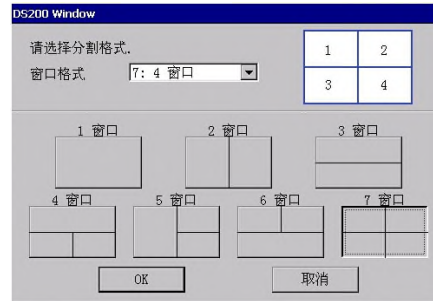 DS200 Window
请选择分割格式.
窗口格式 7: 4 窗口
1 2
3 4
1 窗口 2 窗口 3 窗口
4 窗口 5 窗口 6 窗口 7 窗口
OK 取消